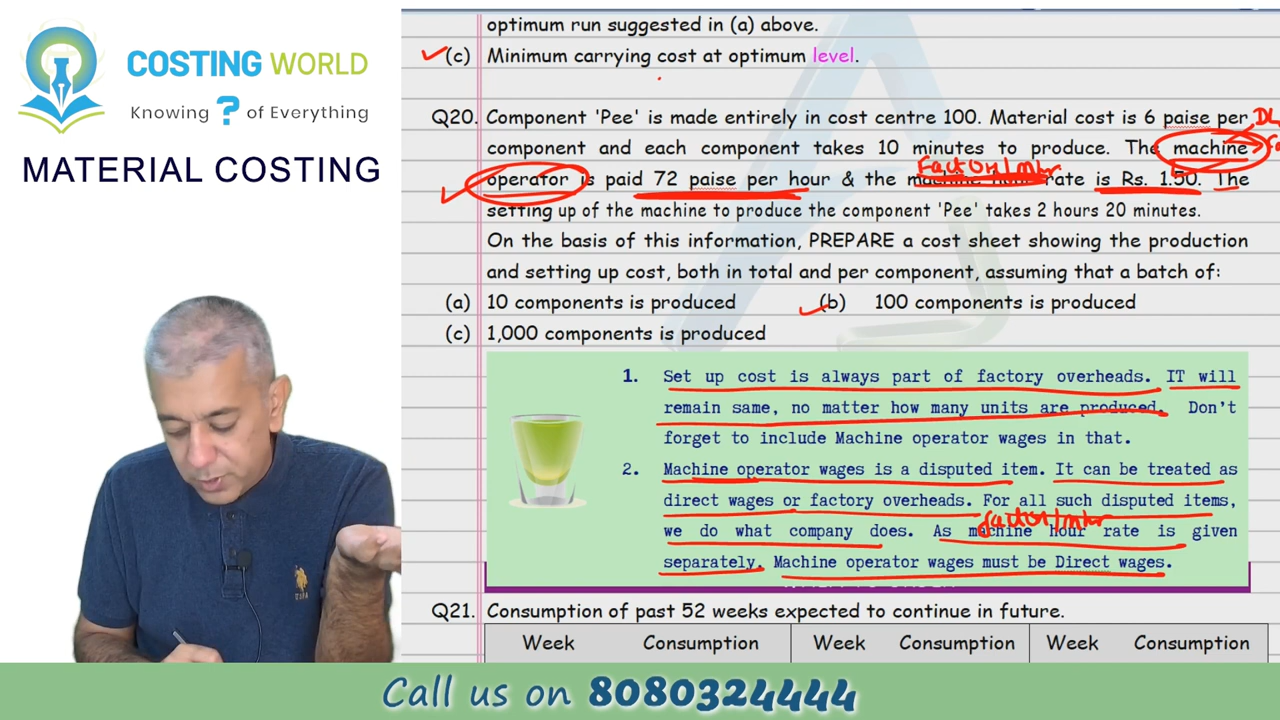 COSTING WORLD
Knowing ? of Everything
MATERIAL COSTING
optimum run suggested in (a) above.
(c) Minimum carrying cost at optimum level.
Q20. Component 'Pee' is made entirely in cost centre 100. Material cost is 6 paise per
DL
component and each component takes 10 minutes to produce. The machine
Factory/mhr
operator is paid 72 paise per hour & the machine hour rate is Rs. 1.50. The
setting up of the machine to produce the component 'Pee' takes 2 hours 20 minutes.
On the basis of this information, PREPARE a cost sheet showing the production
and setting up cost, both in total and per component, assuming that a batch of:
(a) 10 components is produced (b) 100 components is produced
(c) 1,000 components is produced
1. Set up cost is always part of factory overheads. IT will
remain same, no matter how many units are produced. Don't
forget to include Machine operator wages in that.
2. Machine operator wages is a disputed item. It can be treated as
direct wages or factory overheads. For all such disputed items,
factor/mhr
we do what company does. As machine hour rate is given
separately. Machine operator wages must be Direct wages.
Q21. Consumption of past 52 weeks expected to continue in future.
Week Consumption Week Consumption Week Consumption
Call us on 8080324444